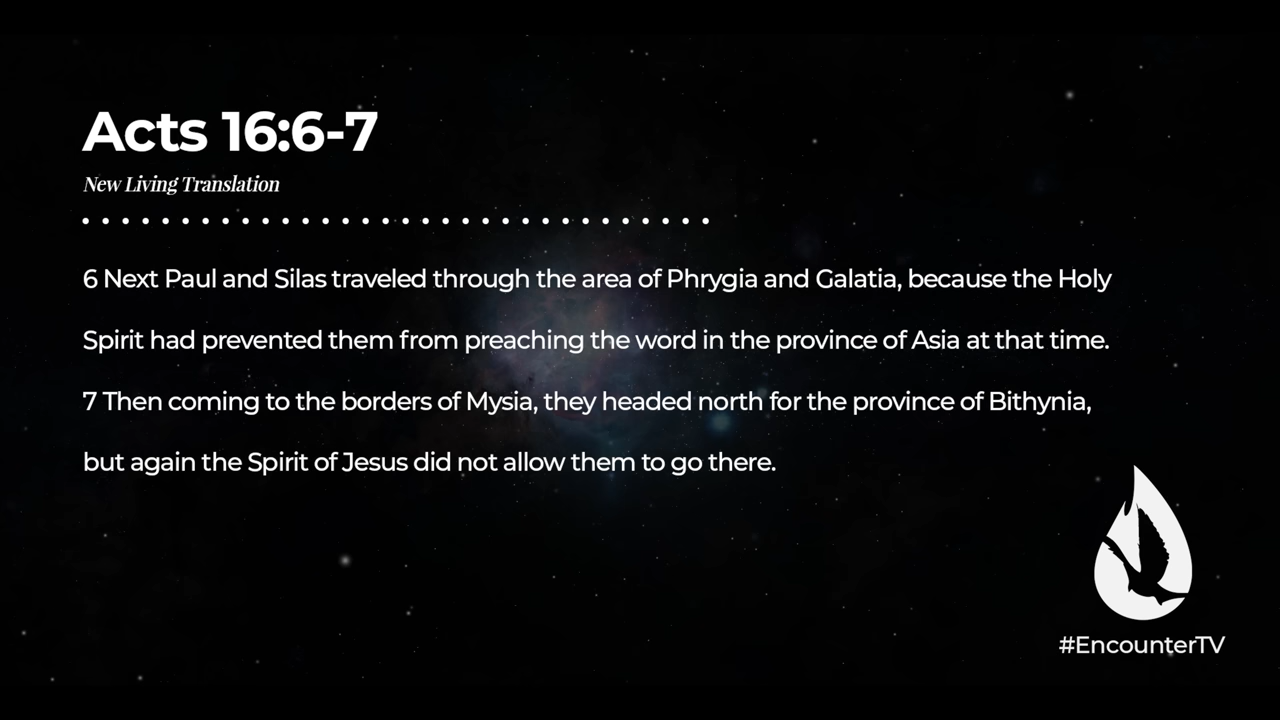 Acts 16:6-7
New Living Translation
6 Next Paul and Silas traveled through the area of Phrygia and Galatia, because the Holy
Spirit had prevented them from preaching the word in the province of Asia at that time.
7 Then coming to the borders of Mysia, they headed north for the province of Bithynia,
but again the Spirit of Jesus did not allow them to go there.
#EncounterTV